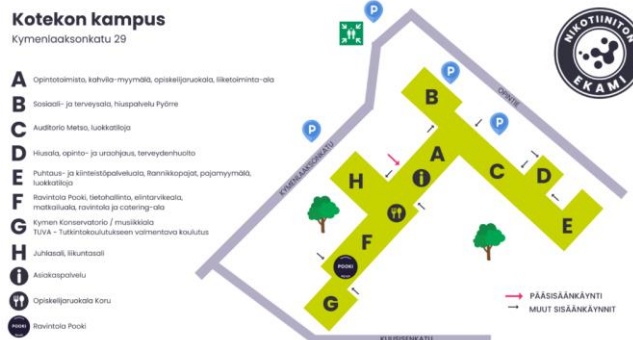 Kotekon kampus
Kymenlaaksonkatu 29
A Opintotoimisto, kahvila-myymälä, opiskelijaruokala, liiketoiminta-ala
B Sosiaali- ja terveysala, hiuspalvelu Pyörre
C Auditorio Metso, luokkatiloja
D Hiusala, opinto- ja uraohjaus, terveydenhuolto
E Puhtaus- ja kiinteistöpalveluala, Rannikkopajat, pajamyymälä,
luokkatiloja
F Ravintola Pooki, tietohallinto, elintarvikeala,
matkailuala, ravintola ja catering-ala
G Kymen Konservatorio / musiikkiala
TUVA - Tutkintokoulutukseen valmentava koulutus
H Juhlasali, liikuntasali
i Asiakaspalvelu
Opiskelijaruokala Koru
POOKI Ravintola Pooki
NIKOTIINITON
EKAMI
P
P
P
P
OPINTIE
KYMENLAAKSONKATU
KUUSISENKATU
B
A
C
D
E
H
i
F
POOKI
G
PÄÄSISÄÄNKÄYNTI
MUUT SISÄÄNKÄYNNIT